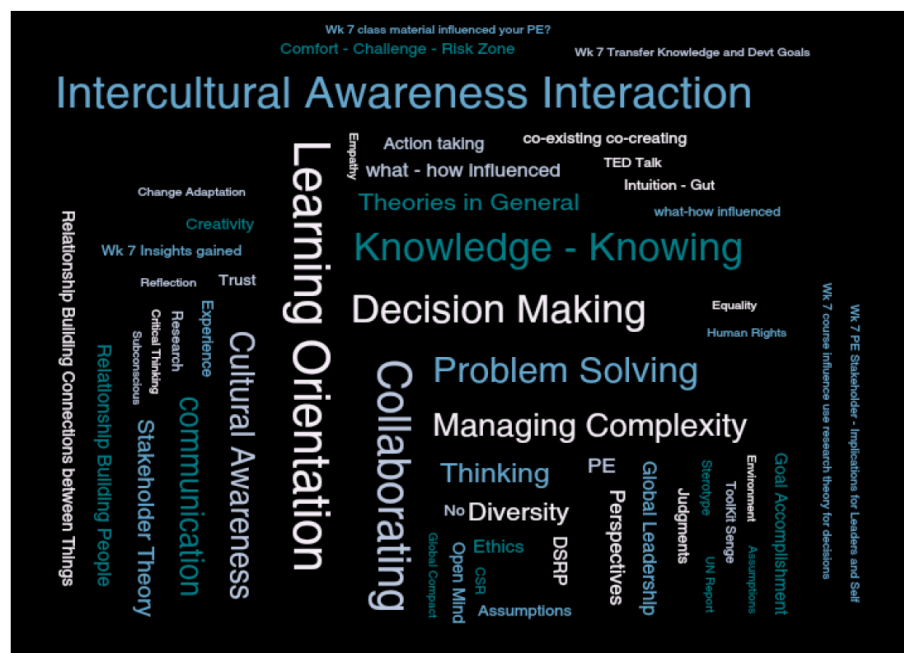 Wk 7 class material influenced your PE?
Comfort - Challenge - Risk Zone
Wk 7 Transfer Knowledge and Devt Goals
Intercultural Awareness Interaction
Learning Orientation
Empathy
Action taking
co-existing co-creating
what - how influenced
TED Talk
Intuition - Gut
Change Adaptation
Theories in General
what-how influenced
Creativity
Knowledge - Knowing
Wk 7 Insights gained
Reflection
Trust
Decision Making
Equality
Human Rights
Relationship Building Connections between Things
Relationship Building People
Subconscious
Critical Thinking
Research
Experience
Stakeholder Theory
communication
Cultural Awareness
Collaborating
Problem Solving
Managing Complexity
Thinking
PE
No
Diversity
Global Compact
Open Mind
Ethics
CSR
Assumptions
DSRP
Perspectives
Global Leadership
Judgments
Sterotype
UN Report
ToolKit Senge
Environment
Assumptions
Goal Accomplishment
Wk 7 course influence use research theory for decisions
Wk 7 PE Stakeholder - Implications for Leaders and Self